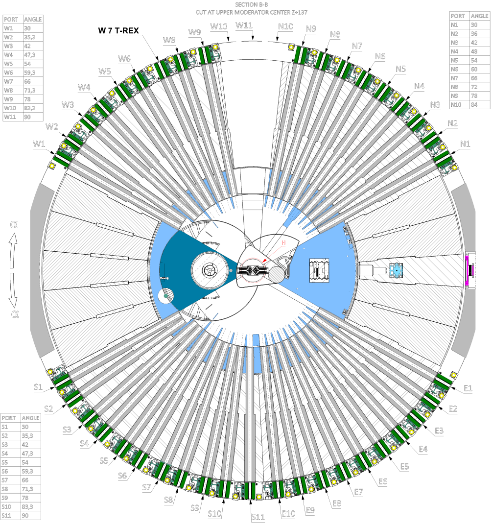 SECTION B-B
CUT AT UPPER MODERATOR CENTER Z=137
PORT ANGLE
W1 30
W2 35,3
W3 42
W4 47,3
W5 54
W6 59,3
W7 66
W8 71,3
W9 78
W10 83,3
W11 90
PORT ANGLE
N1 30
N2 36
N3 42
N4 48
N5 54
N6 60
N7 66
N8 71
N9 78
N10 84
W 7 T-REX
W1
W2
W3
W4
W5
W6
W8
W9
W10
W11
N10
N9
N8
N7
N6
N5
N4
N3
N2
N1
S1
S2
S3
S4
S5
S6
S7
S8
S9
S10
S11
E10
E9
E8
E7
E6
E5
E4
E3
E2
E1
PORT ANGLE
S1 30
S2 35,3
S3 42
S4 47,3
S5 54
S6 59,3
S7 66
S8 71,3
S9 78
S10 83,3
S11 90